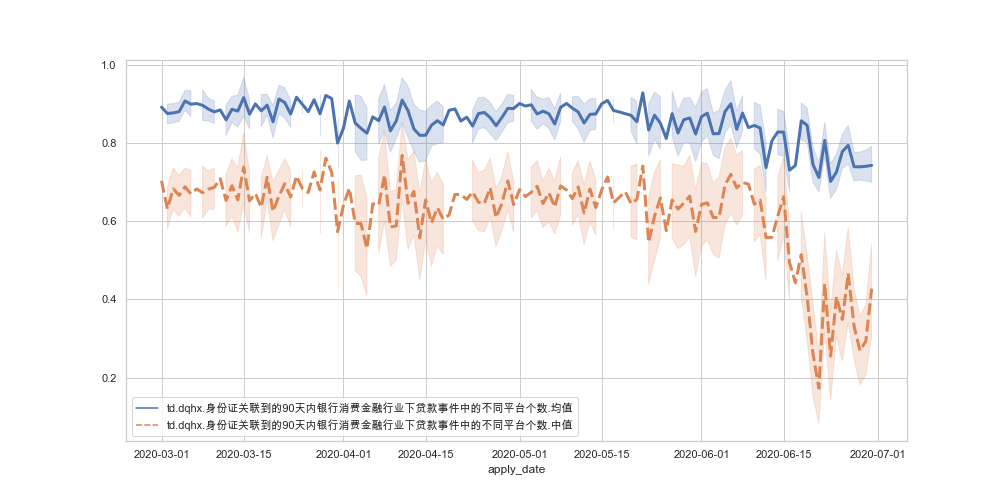 1.0
0.8
0.6
0.4
0.2
td.dqhx.身份证关联到的90天内银行消费金融行业下贷款事件中的不同平台个数.均值
td.dqhx.身份证关联到的90天内银行消费金融行业下贷款事件中的不同平台个数.中值
2020-03-01 2020-03-15 2020-04-01 2020-04-15 2020-05-01 2020-05-15 2020-06-01 2020-06-15 2020-07-01
apply_date